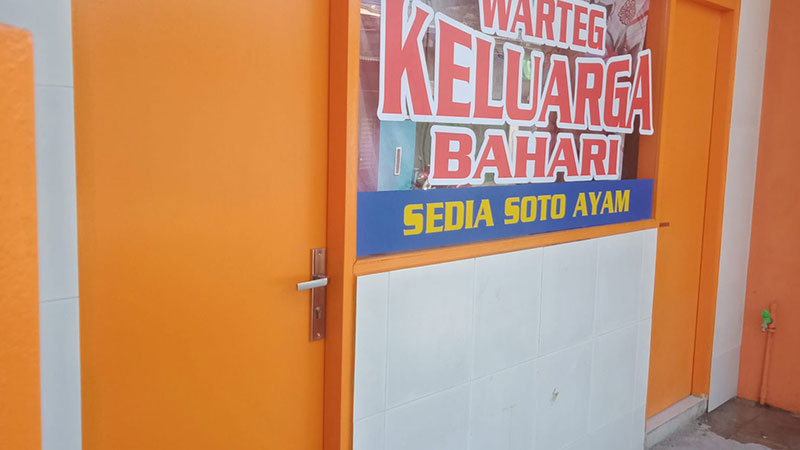 WARTEG
KELUARGA
BAHARI
SEDIA SOTO AYAM